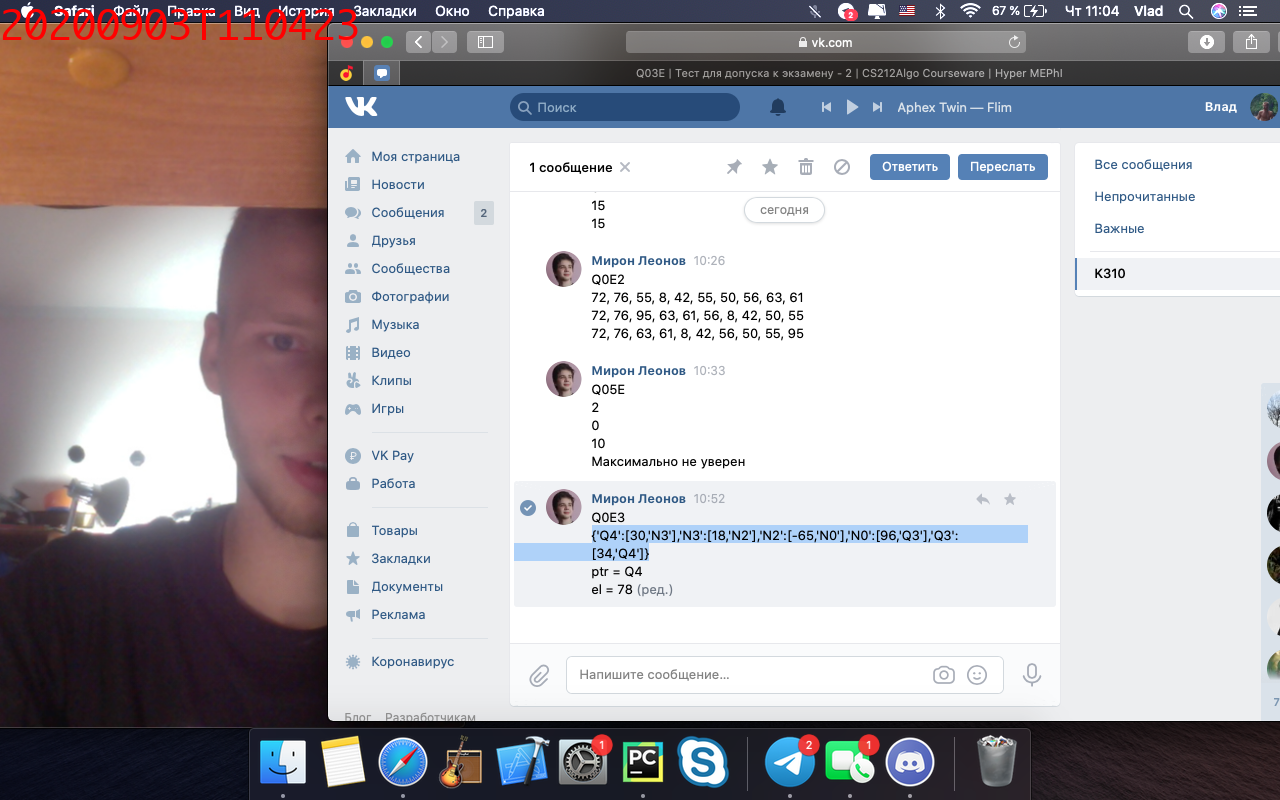 Safari Файл Правка Вид История Закладки Окно Справка 2 67 % Чт 11:04 Vlad
20200903T110423
vk.com
Q03E | Тест для допуска к экзамену - 2 | CS212Algo Courseware | Hyper MEPhI
Поиск
Aphex Twin — Flim
Влад
Моя страница
Новости
Сообщения 2
Друзья
Сообщества
Фотографии
Музыка
Видео
Клипы
Игры
VK Pay
Работа
Товары
Закладки
Документы
Реклама
Коронавирус
Блог Разработчикам
1 сообщение
Ответить
Переслать
сегодня
15
15
Мирон Леонов 10:26
Q0E2
72, 76, 55, 8, 42, 55, 50, 56, 63, 61
72, 76, 95, 63, 61, 56, 8, 42, 50, 55
72, 76, 63, 61, 8, 42, 56, 50, 55, 95
Мирон Леонов 10:33
Q05E
2
0
10
Максимально не уверен
Мирон Леонов 10:52
Q0E3
{'Q4':[30,'N3'],'N3':[18,'N2'],'N2':[-65,'N0'],'N0':[96,'Q3'],'Q3':
[34,'Q4']}
ptr = Q4
el = 78 (ред.)
Напишите сообщение...
Все сообщения
Непрочитанные
Важные
К310
1
PC
2
1